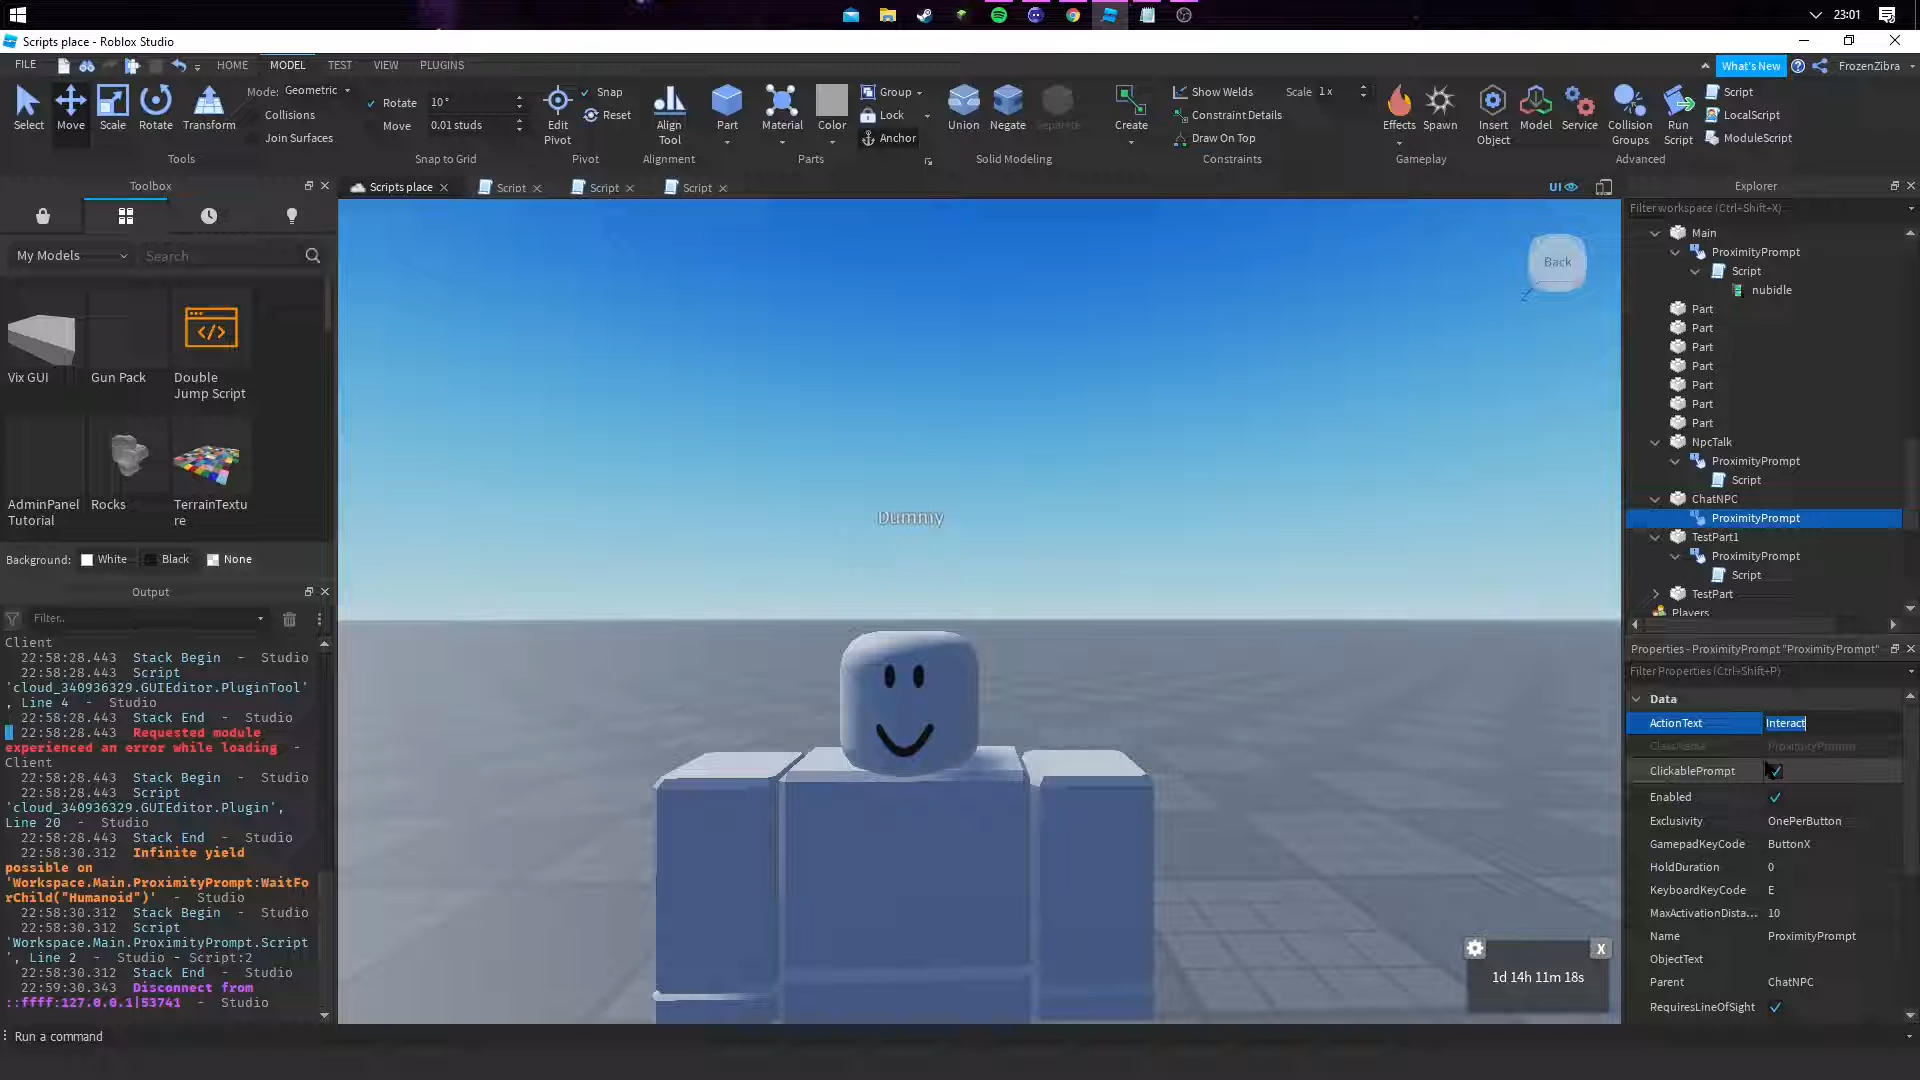 23:01
Scripts place - Roblox Studio
FILE
HOME
MODEL
TEST
VIEW
PLUGINS
What's New
FrozenZibra
Select
Move
Scale
Rotate
Transform
Tools
Mode: Geometric
Collisions
Join Surfaces
Rotate 10°
Move 0.01 studs
Snap to Grid
Edit Pivot
Snap
Reset
Pivot
Align Tool
Alignment
Part
Material
Color
Group
Lock
Anchor
Parts
Union
Negate
Separate
Solid Modeling
Create
Show Welds
Scale 1 x
Constraint Details
Draw On Top
Constraints
Effects
Spawn
Gameplay
Insert Object
Model
Service
Collision Groups
Run Script
Script
LocalScript
ModuleScript
Advanced
Toolbox
My Models
Search
Vix GUI
Gun Pack
Double Jump Script
AdminPanel Tutorial
Rocks
TerrainTextu
re
Background: White Black None
Output
Filter..
Client
22:58:28.443 Stack Begin - Studio
22:58:28.443 Script
'cloud_340936329.GUIEditor.PluginTool'
, Line 4 - Studio
22:58:28.443 Stack End - Studio
22:58:28.443 Requested module
experienced an error while loading -
Client
22:58:28.443 Stack Begin - Studio
22:58:28.443 Script
'cloud_340936329.GUIEditor.Plugin',
Line 20 - Studio
22:58:28.443 Stack End - Studio
22:58:30.312 Infinite yield
possible on
'Workspace.Main.ProximityPrompt:WaitFo
rChild("Humanoid")' - Studio
22:58:30.312 Stack Begin - Studio
22:58:30.312 Script
'Workspace.Main.ProximityPrompt.Script
', Line 2 - Studio - Script:2
22:58:30.312 Stack End - Studio
22:59:30.343 Disconnect from
::ffff:127.0.0.1|53741 - Studio
Run a command
Scripts place
Script
Script
Script
UI
Back
Dummy
X
1d 14h 11m 18s
Explorer
Filter workspace (Ctrl+Shift+X)
Main
ProximityPrompt
Script
nubidle
Part
Part
Part
Part
Part
Part
Part
NpcTalk
ProximityPrompt
Script
ChatNPC
ProximityPrompt
TestPart1
ProximityPrompt
Script
TestPart
Players
Properties - ProximityPrompt "ProximityPrompt"
Filter Properties (Ctrl+Shift+P)
Data
ActionText Interact
ClassName ProximityPrompt
ClickablePrompt
Enabled
Exclusivity OnePerButton
GamepadKeyCode ButtonX
HoldDuration 0
KeyboardKeyCode E
MaxActivationDista... 10
Name ProximityPrompt
ObjectText
Parent ChatNPC
RequiresLineOfSight